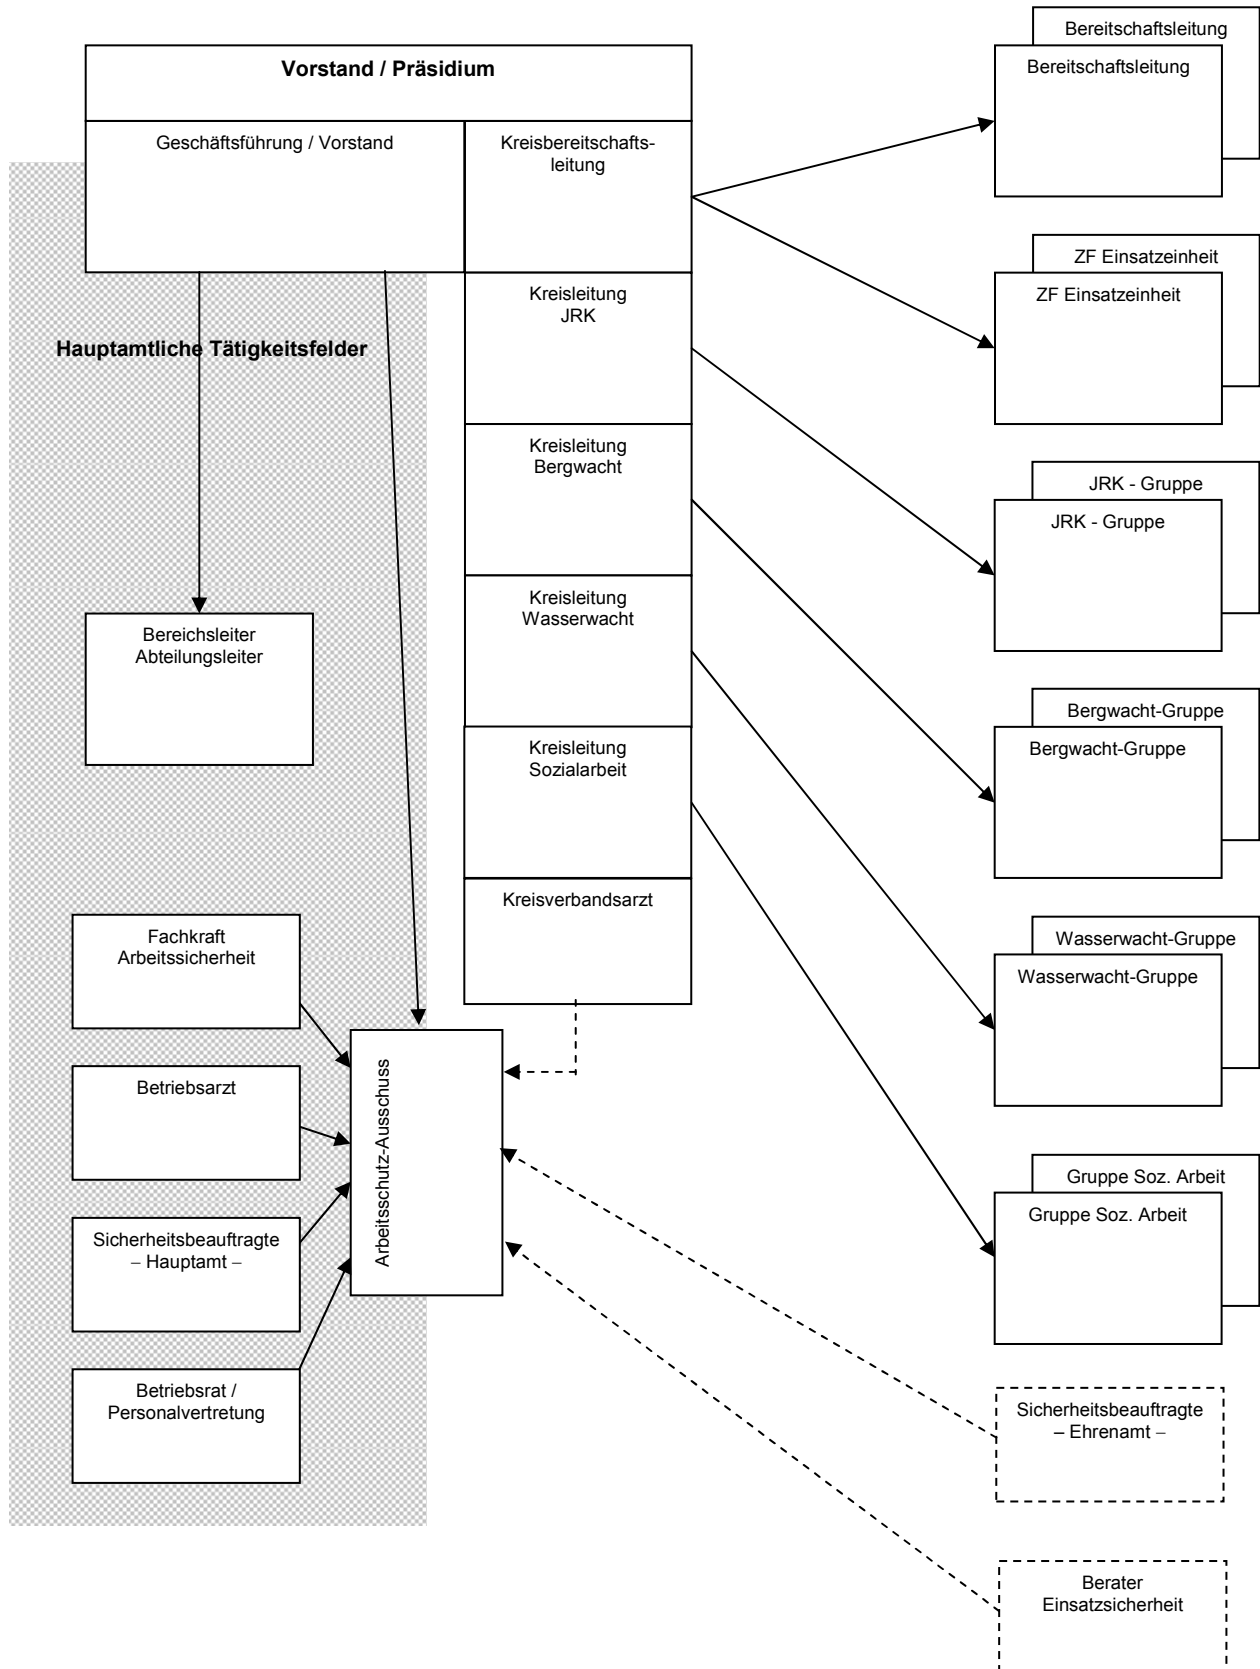 Vorstand / Präsidium
Geschäftsführung / Vorstand
Kreisbereitschafts-
leitung
Kreisleitung
JRK
Kreisleitung
Bergwacht
Kreisleitung
Wasserwacht
Kreisleitung
Sozialarbeit
Kreisverbandsarzt
Hauptamtliche Tätigkeitsfelder
Bereichsleiter
Abteilungsleiter
Fachkraft
Arbeitssicherheit
Betriebsarzt
Sicherheitsbeauftragte
– Hauptamt –
Betriebsrat /
Personalvertretung
Arbeitsschutz-Ausschuss
Bereitschaftsleitung
Bereitschaftsleitung
ZF Einsatzeinheit
ZF Einsatzeinheit
JRK - Gruppe
JRK - Gruppe
Bergwacht-Gruppe
Bergwacht-Gruppe
Wasserwacht-Gruppe
Wasserwacht-Gruppe
Gruppe Soz. Arbeit
Gruppe Soz. Arbeit
Sicherheitsbeauftragte
– Ehrenamt –
Berater
Einsatzsicherheit